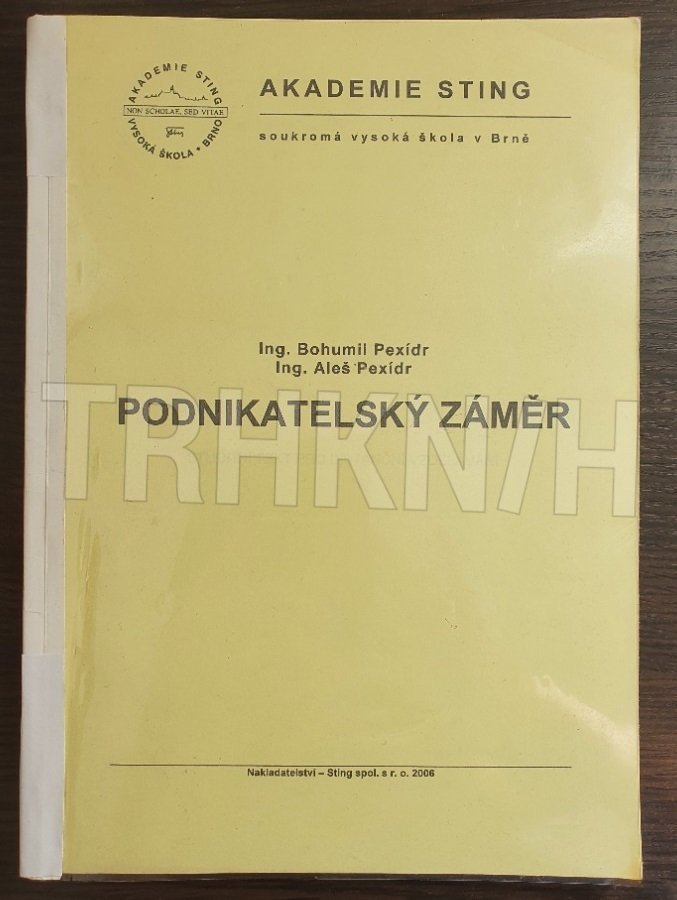 AKADEMIE STING
NON SCHOLAE, SED VITAE
VYSOKÁ ŠKOLA • BRNO
AKADEMIE STING
soukromá vysoká škola v Brně
Ing. Bohumil Pexídr
Ing. Aleš Pexídr
PODNIKATELSKÝ ZÁMĚR
TRHKNIH
Nakladatelství – Sting spol. s r. o. 2006